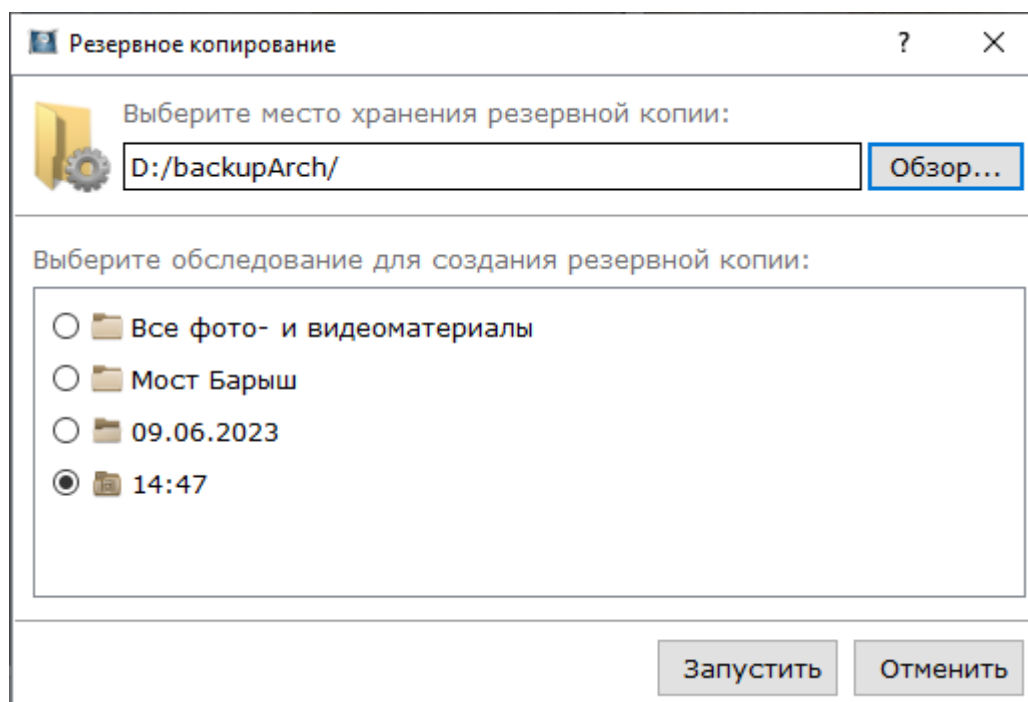 Резервное копирование ?
Выберите место хранения резервной копии:
D:/backupArch/ Обзор...
Выберите обследование для создания резервной копии:
Все фото- и видеоматериалы
Мост Барыш
09.06.2023
14:47
Запустить Отменить